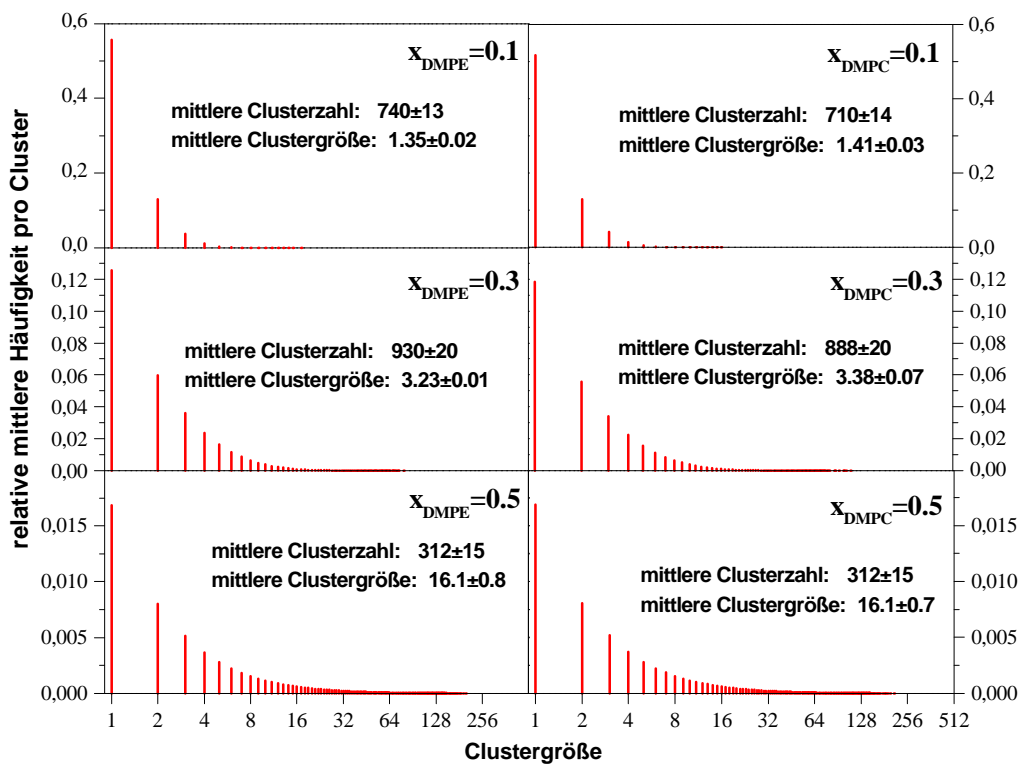 relative mittlere Häufigkeit pro Cluster
0,6
0,4
0,2
0,0
x_DMPE=0.1
mittlere Clusterzahl: 740±13
mittlere Clustergröße: 1.35±0.02
x_DMPC=0.1
mittlere Clusterzahl: 710±14
mittlere Clustergröße: 1.41±0.03
0,6
0,4
0,2
0,0
0,12
0,10
0,08
0,06
0,04
0,02
0,00
x_DMPE=0.3
mittlere Clusterzahl: 930±20
mittlere Clustergröße: 3.23±0.01
x_DMPC=0.3
mittlere Clusterzahl: 888±20
mittlere Clustergröße: 3.38±0.07
0,12
0,10
0,08
0,06
0,04
0,02
0,00
0,015
0,010
0,005
0,000
x_DMPE=0.5
mittlere Clusterzahl: 312±15
mittlere Clustergröße: 16.1±0.8
x_DMPC=0.5
mittlere Clusterzahl: 312±15
mittlere Clustergröße: 16.1±0.7
0,015
0,010
0,005
0,000
1 2 4 8 16 32 64 128 256
1 2 4 8 16 32 64 128 256 512
Clustergröße